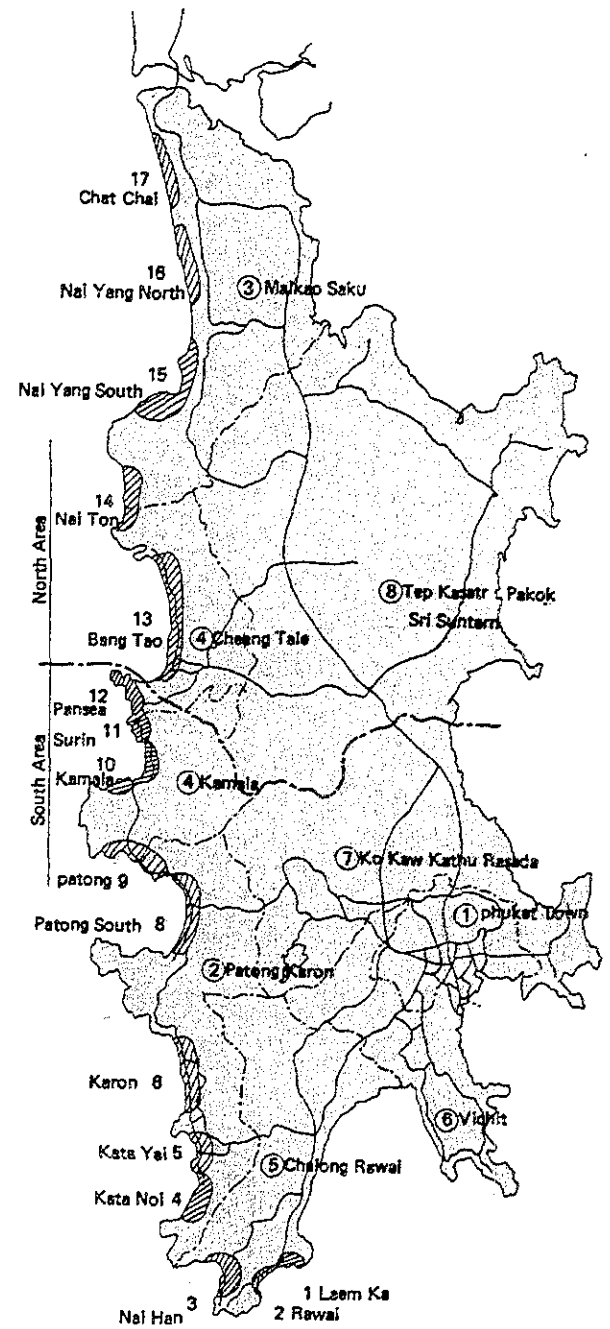 17
Chat Chai
16
Nai Yang North
③ Maikao Saku
15
Nai Yang South
14
Nai Ton
North Area
⑧ Tep Kasatr - Pakok
Sri Suntarn
13
Bang Tao
④ Cheang Tale
12
Pansea
11
Surin
10
Kamala
South Area
④ Kamala
⑦ Ko Kaw Kathu Rasada
patong 9
① phuket Town
Patong South 8
② Patong Karon
Karon 6
⑥ Vichit
Kata Yai 5
⑤ Chalong Rawai
Kata Noi 4
1 Laem Ka
3
2 Rawai
Nai Han